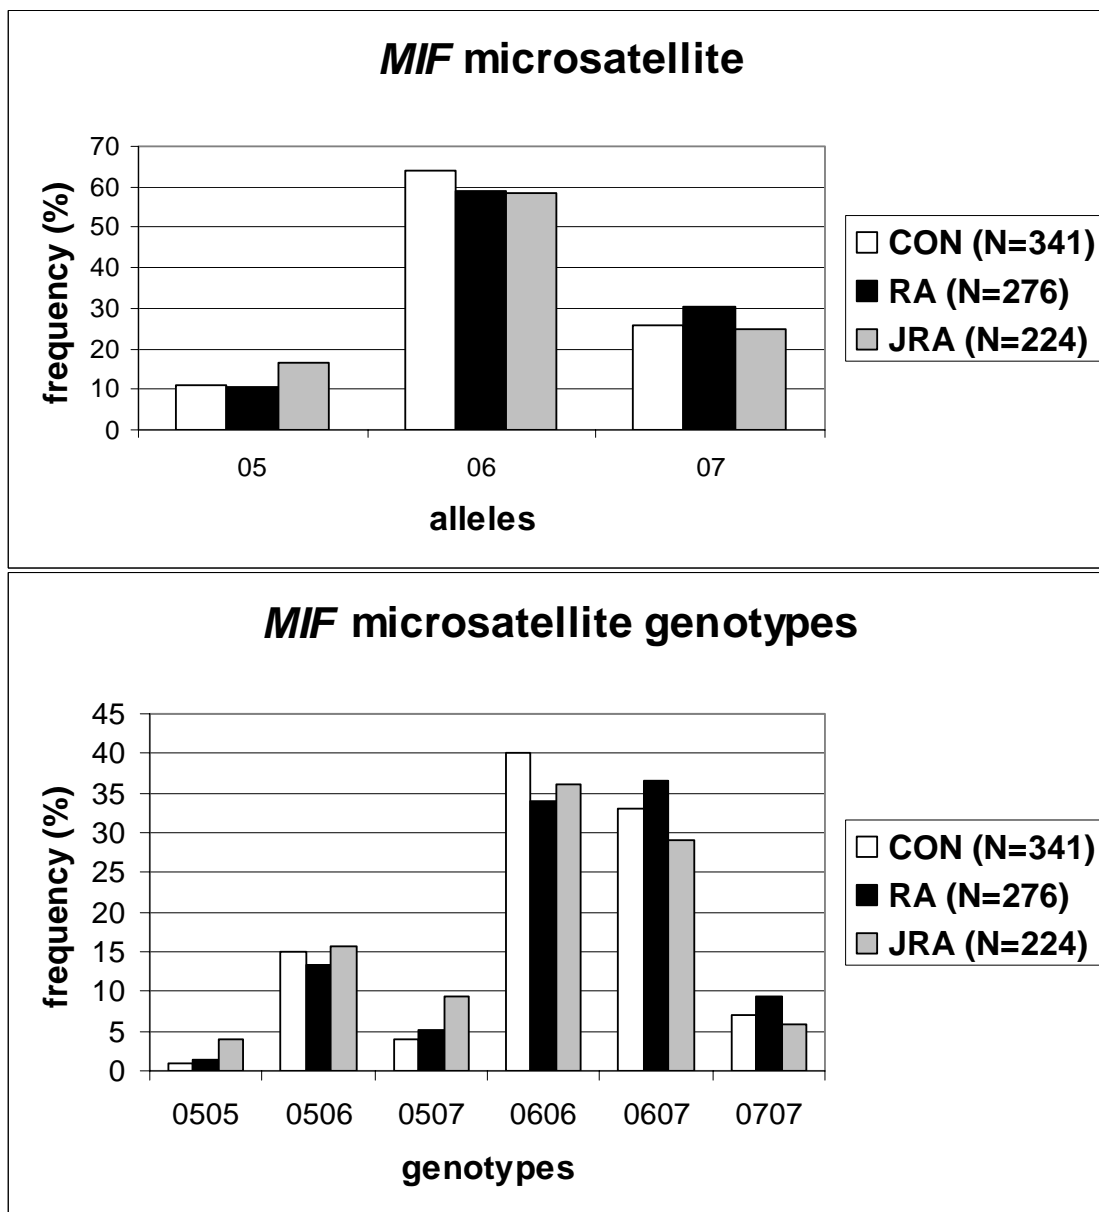 MIF microsatellite
70
60
50
40
30
20
10
0
frequency (%)
05 06 07
alleles
CON (N=341)
RA (N=276)
JRA (N=224)
MIF microsatellite genotypes
45
40
35
30
25
20
15
10
5
0
frequency (%)
0505 0506 0507 0606 0607 0707
genotypes
CON (N=341)
RA (N=276)
JRA (N=224)